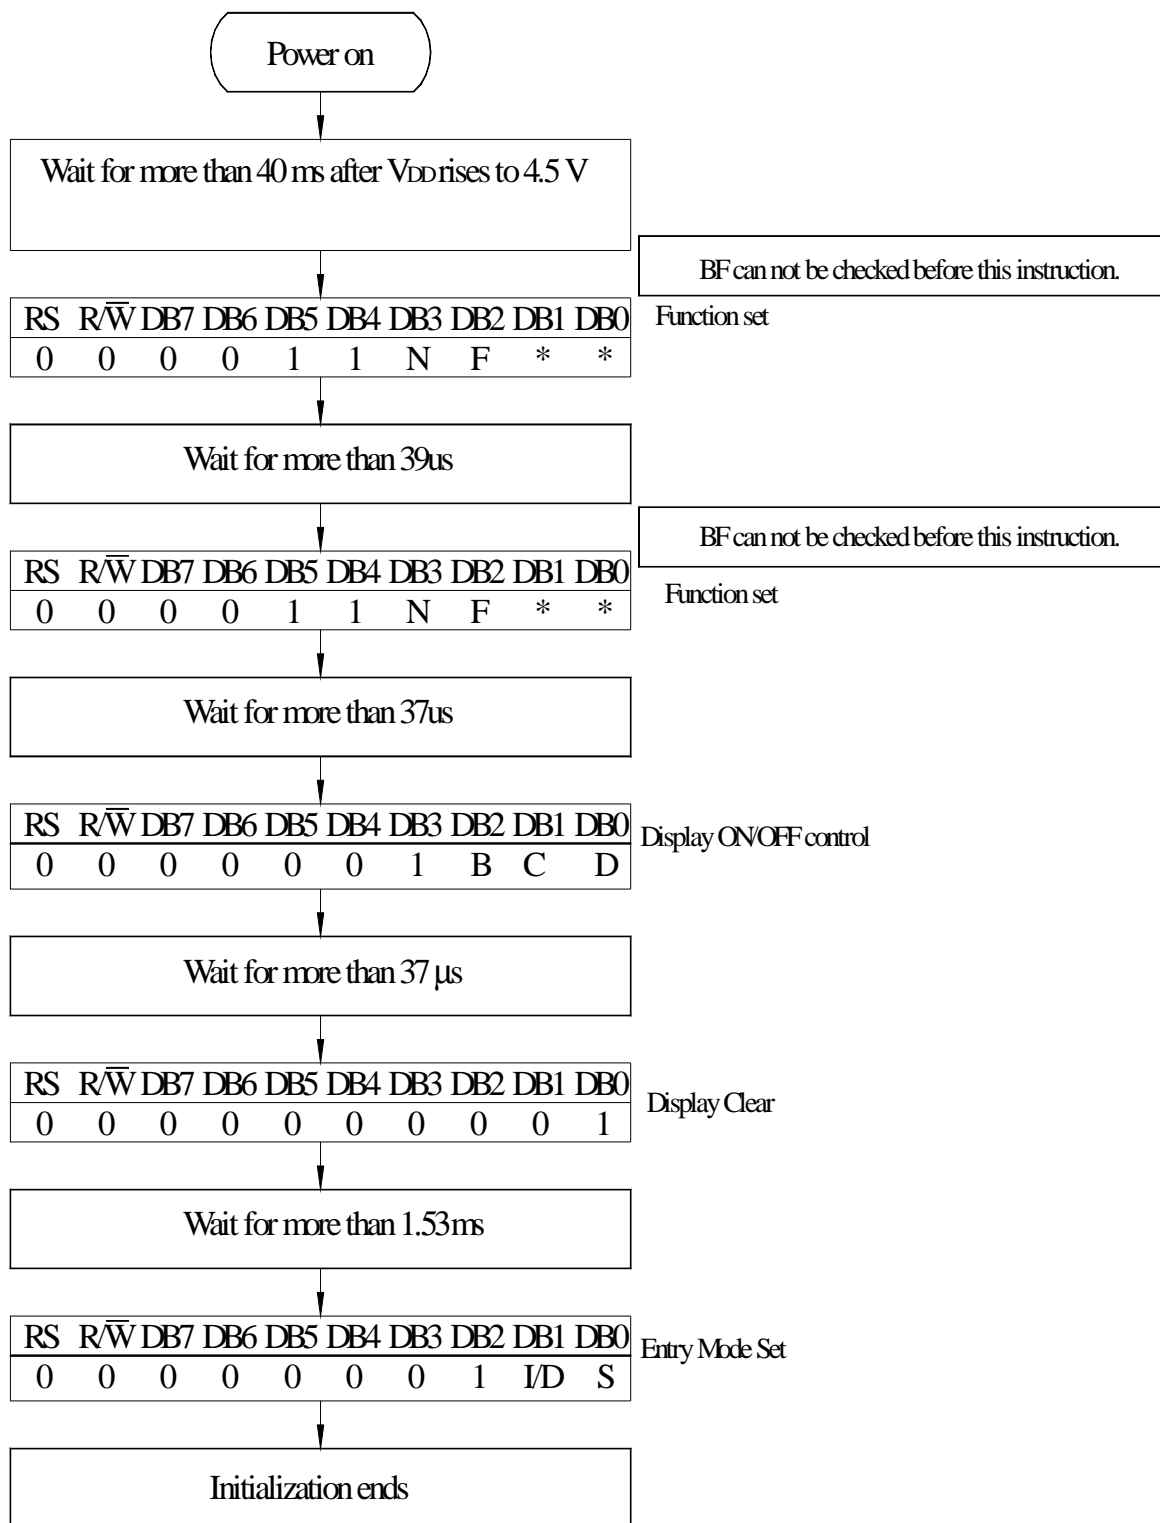 Power on
Wait for more than 40 ms after VDD rises to 4.5 V
BF can not be checked before this instruction.
RS R/W̅ DB7 DB6 DB5 DB4 DB3 DB2 DB1 DB0
Function set
0 0 0 0 1 1 N F * *
Wait for more than 39us
BF can not be checked before this instruction.
RS R/W̅ DB7 DB6 DB5 DB4 DB3 DB2 DB1 DB0
Function set
0 0 0 0 1 1 N F * *
Wait for more than 37us
RS R/W̅ DB7 DB6 DB5 DB4 DB3 DB2 DB1 DB0
Display ON/OFF control
0 0 0 0 0 0 1 B C D
Wait for more than 37 μs
RS R/W̅ DB7 DB6 DB5 DB4 DB3 DB2 DB1 DB0
Display Clear
0 0 0 0 0 0 0 0 0 1
Wait for more than 1.53ms
RS R/W̅ DB7 DB6 DB5 DB4 DB3 DB2 DB1 DB0
Entry Mode Set
0 0 0 0 0 0 0 1 I/D S
Initialization ends